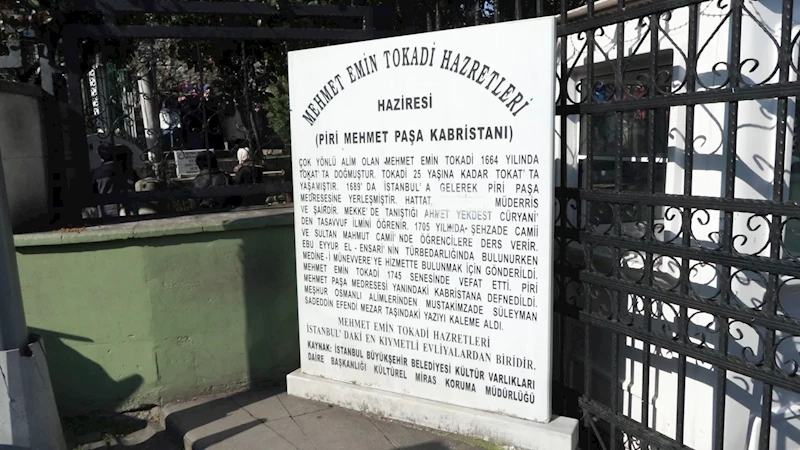 MEHMET EMIN TOKADİ HAZRETLERİ
HAZİRESİ
(PİRİ MEHMET PAŞA KABRİSTANI)
ÇOK YÖNLÜ ALİM OLAN MEHMET EMİN TOKADİ 1664 YILINDA
TOKAT'TA DOĞMUŞTUR. TOKADİ 25 YAŞINA KADAR TOKAT'TA
YAŞAMIŞTIR. 1689' DA İSTANBUL' A GELEREK PİRİ PAŞA
MEDRESESİNE YERLEŞMİŞTİR. HATTAT. MÜDERRİS
VE ŞAİRDİR. MEKKE'DE TANIŞTIĞI AHMET YEKDEST CÜRYANİ'
DEN TASAVVUF İLMİNİ ÖĞRENİR. 1705 YILINDA- ŞEHZADE CAMİİ
VE SULTAN MAHMUT CAMİİ' NDE ÖĞRENCİLERE DERS VERİR.
EBU EYYUB EL - ENSARİ' NİN TÜRBEDARLIĞINDA BULUNURKEN
MEDİNE-İ MÜNEVVERE'YE HİZMETTE BULUNMAK İÇİN GÖNDERİLDİ.
MEHMET EMİN TOKADİ 1745 SENESİNDE VEFAT ETTİ. PİRİ
MEHMET PAŞA MEDRESESİ YANINDAKİ KABRİSTANA DEFNEDİLDİ.
MEŞHUR OSMANLI ALİMLERİNDEN MUSTAKİMZADE SÜLEYMAN
SADEDDİN EFENDİ MEZAR TAŞINDAKİ YAZIYI KALEME ALDI.
MEHMET EMİN TOKADİ HAZRETLERİ
İSTANBUL' DAKİ EN KIYMETLİ EVLİYALARDAN BİRİDİR.
KAYNAK: İSTANBUL BÜYÜKŞEHİR BELEDİYESİ KÜLTÜR VARLIKLARI
DAİRE BAŞKANLIĞI KÜLTÜREL MİRAS KORUMA MÜDÜRLÜĞÜ